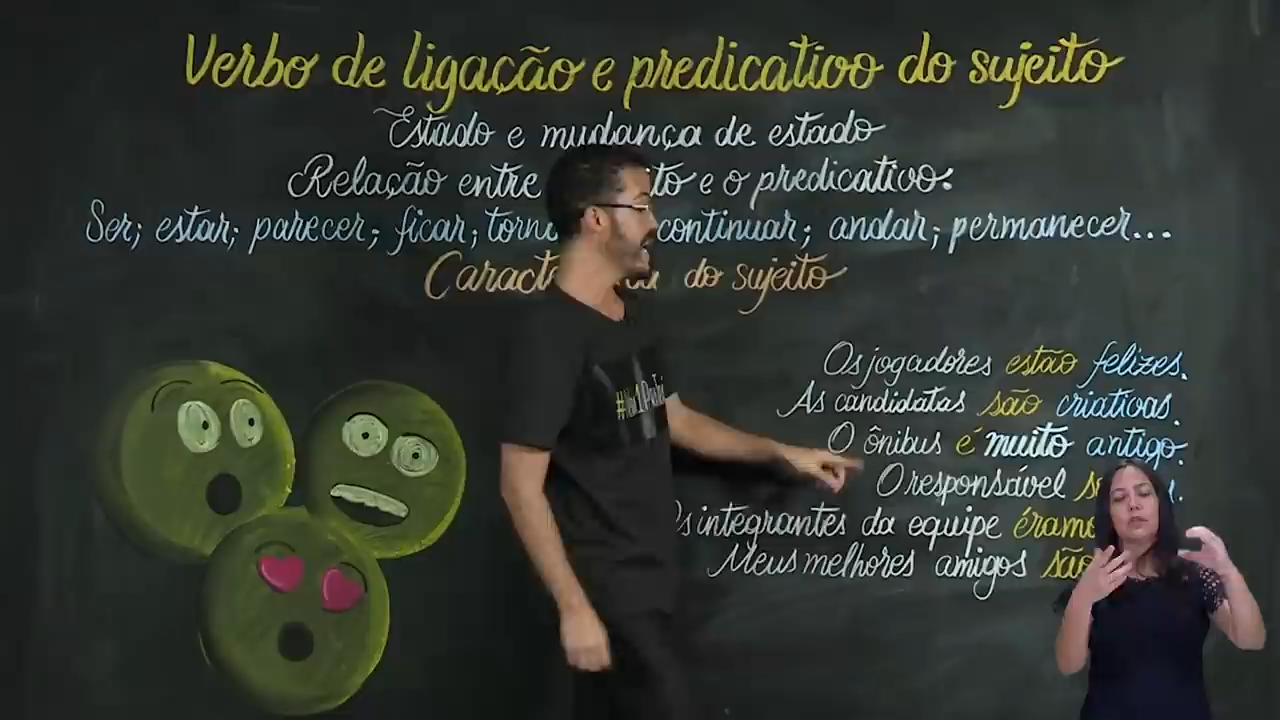 Verbo de ligação e predicativo do sujeito
Estado e mudança de estado
Relação entre e o predicativo.
Ser; estar; parecer; ficar; continuar; andar; permanecer...
do sujeito
Os jogadores estão felizes.
As candidatas são criativas.
O ônibus é muito antigo.
O responsável
integrantes da equipe
Meus melhores amigos são